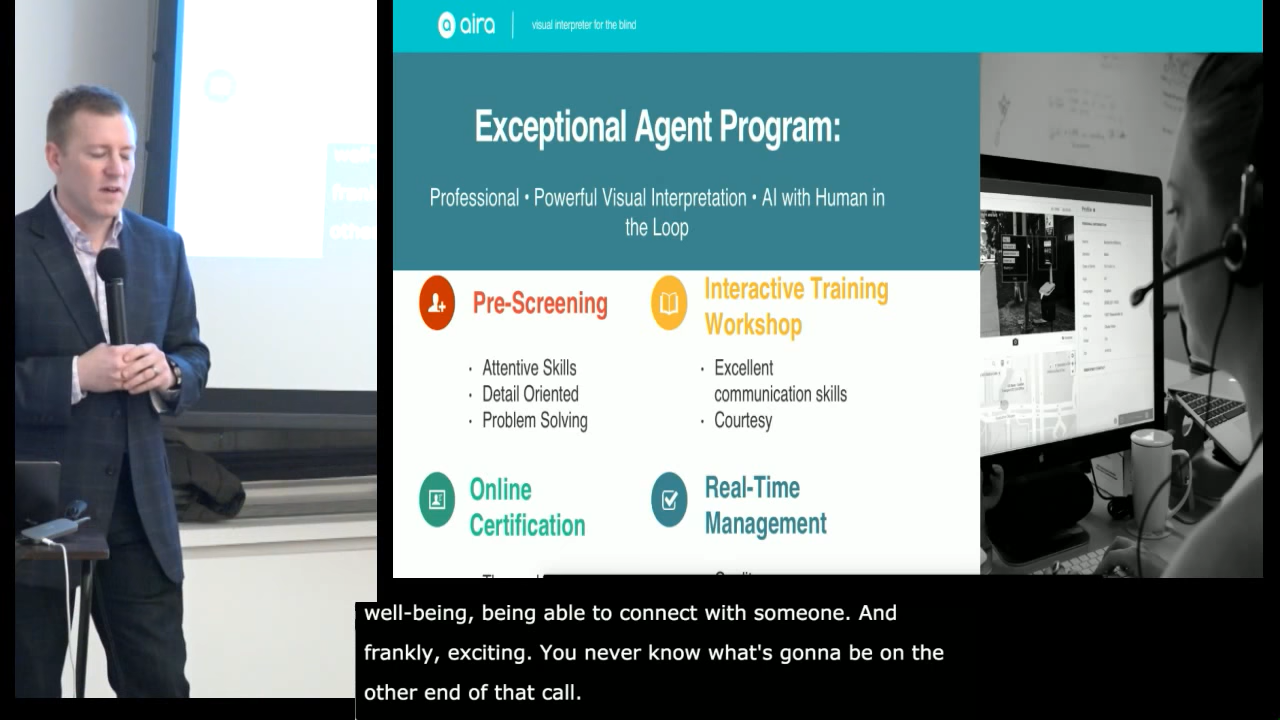 aira
visual interpreter for the blind
Exceptional Agent Program:
Professional • Powerful Visual Interpretation • AI with Human in
the Loop
Pre-Screening
· Attentive Skills
· Detail Oriented
· Problem Solving
Interactive Training
Workshop
· Excellent
communication skills
· Courtesy
Online
Certification
Real-Time
Management
well-being, being able to connect with someone. And
frankly, exciting. You never know what's gonna be on the
other end of that call.